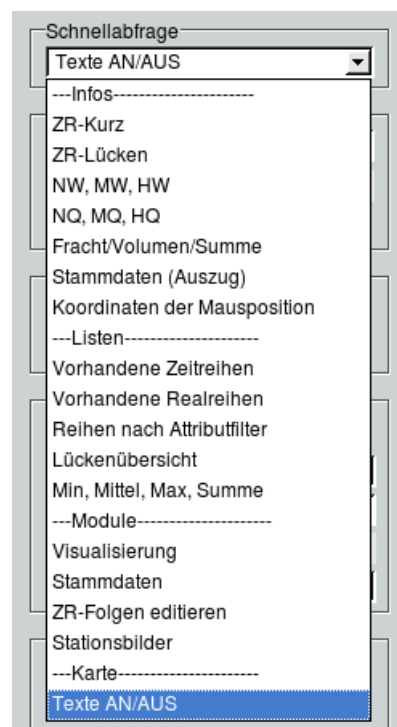 Schnellabfrage
Texte AN/AUS
---Infos----------------------
ZR-Kurz
ZR-Lücken
NW, MW, HW
NQ, MQ, HQ
Fracht/Volumen/Summe
Stammdaten (Auszug)
Koordinaten der Mausposition
---Listen---------------------
Vorhandene Zeitreihen
Vorhandene Realreihen
Reihen nach Attributfilter
Lückenübersicht
Min, Mittel, Max, Summe
---Module---------------------
Visualisierung
Stammdaten
ZR-Folgen editieren
Stationsbilder
---Karte----------------------
Texte AN/AUS